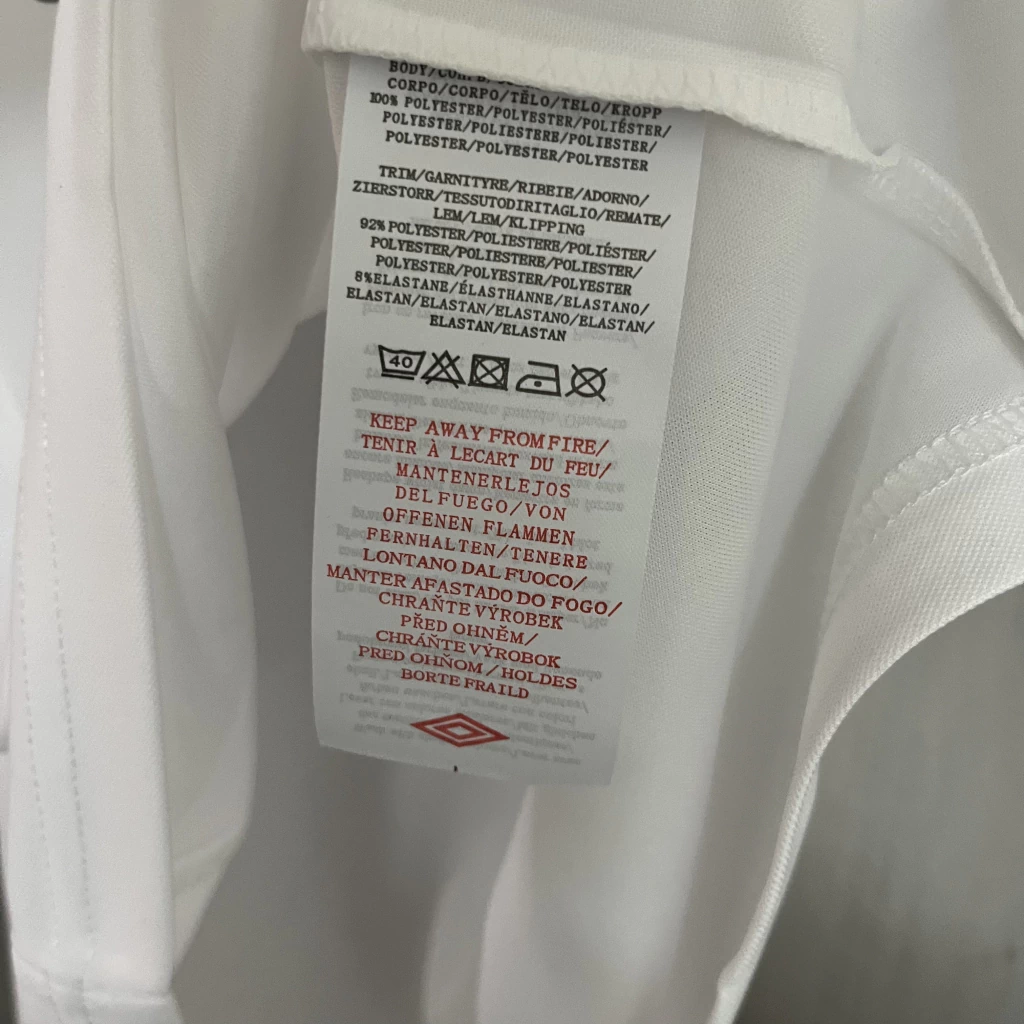 BODY/
CORPO/CORPO/TĚLO/TELO/KROPP
100% POLYESTER/POLYESTER/POLIÉSTER/
POLYESTER/POLIESTERE/POLIESTER/
POLYESTER/POLYESTER/POLYESTER
TRIM/GARNITYRE/RIBEIE/ADORNO/
ZIERSTORR/TESSUTODIRITAGLIO/REMATE/
LEM/LEM/KLIPPING
92% POLYESTER/POLIESTERE/POLIÉSTER/
POLYESTER/POLIESTERE/POLIESTER/
POLYESTER/POLYESTER/POLYESTER
8%ELASTANE/ÉLASTHANNE/ELASTANO/
ELASTAN/ELASTAN/ELASTANO/ELASTAN/
ELASTAN/ELASTAN
40
KEEP AWAY FROM FIRE/
TENIR À LECART DU FEU/
MANTENERLEJOS
DEL FUEGO/VON
OFFENEN FLAMMEN
FERNHALTEN/TENERE
LONTANO DAL FUOCO/
MANTER AFASTADO DO FOGO/
CHRAŇTE VÝROBEK
PŘED OHNĚM/
CHRÁŇTE VÝROBOK
PRED OHŇOM/HOLDES
BORTE FRAILD